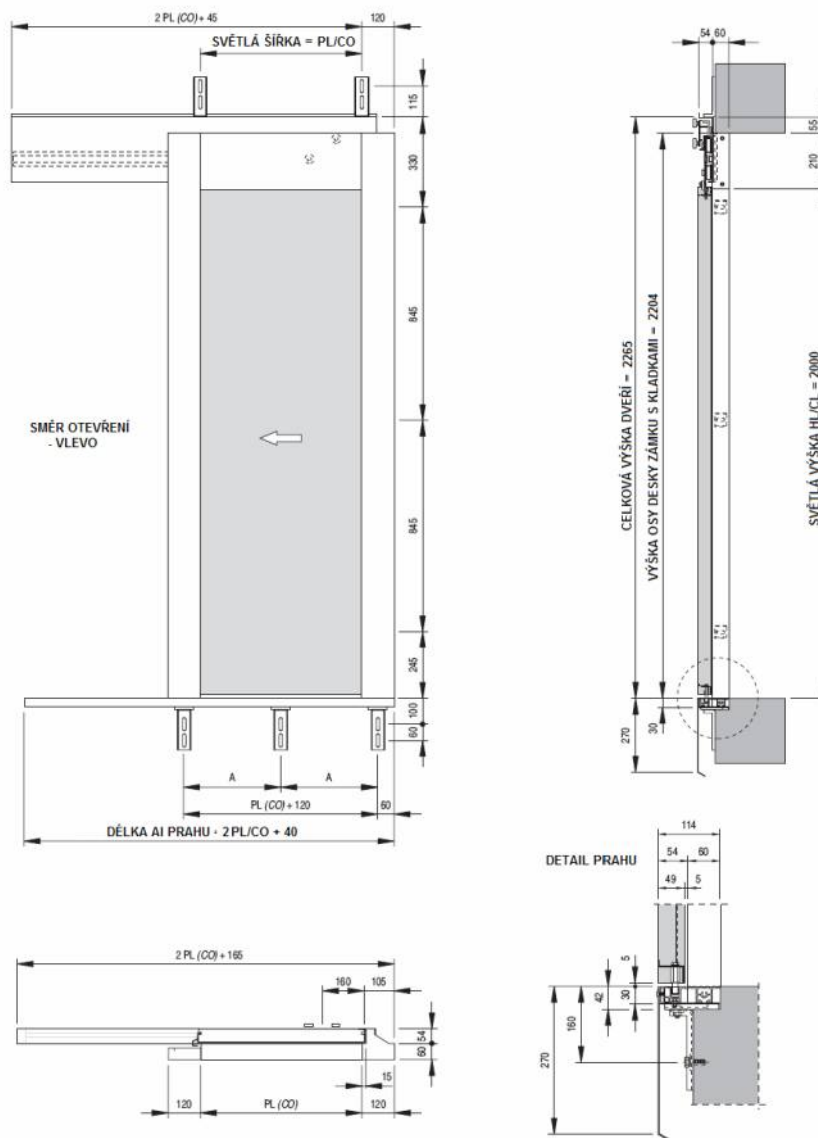 2 PL (CO) + 45
120
SVĚTLÁ ŠÍŘKA = PL/CO
115
330
845
845
245
100
60
SMĚR OTEVŘENÍ
- VLEVO
A
A
PL (CO) + 120
60
DÉLKA Al PRAHU - 2 PL/CO + 40
54
60
55
210
CELKOVÁ VÝŠKA DVEŘÍ = 2265
VÝŠKA OSY DESKY ZÁMKU S KLADKAMI = 2204
SVĚTLÁ VÝŠKA HL/CL = 2000
30
270
DETAIL PRAHU
114
54
60
49
5
5
42
30
160
270
2 PL (CO) + 165
160
105
54
60
15
120
PL (CO)
120